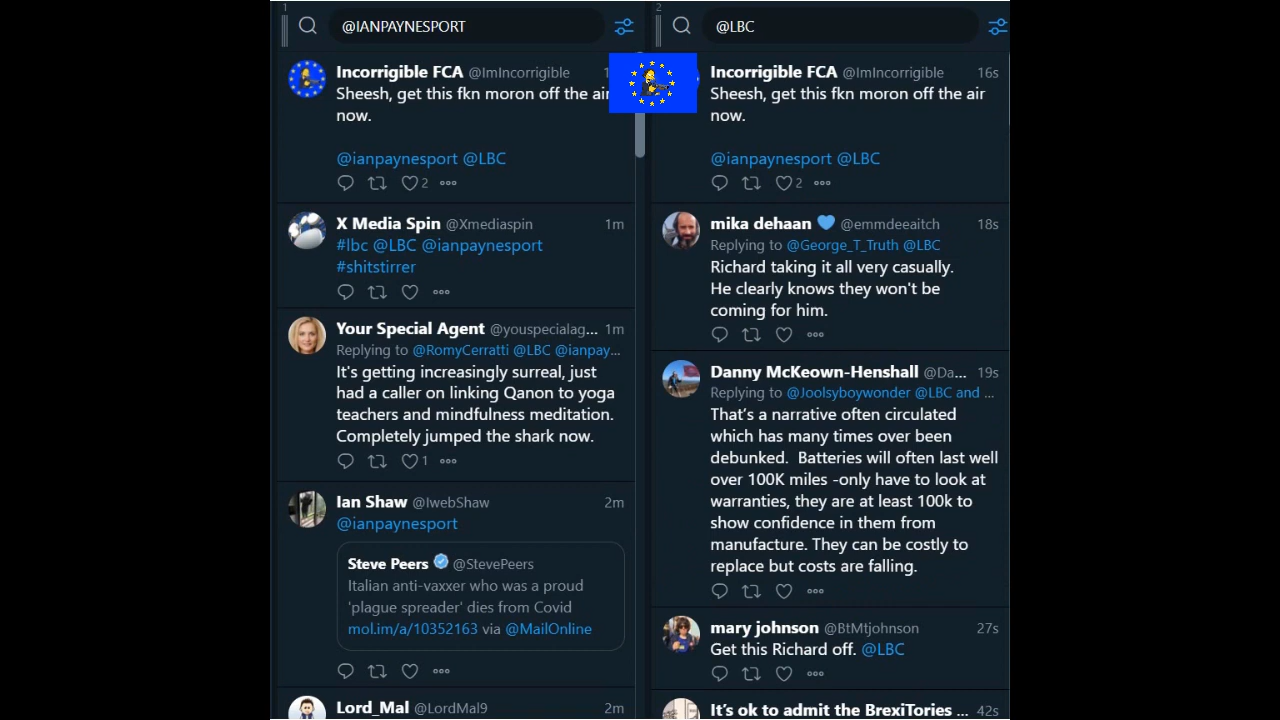 1
@IANPAYNESPORT
Incorrigible FCA @ImIncorrigible
Sheesh, get this fkn moron off the air
now.
@ianpaynesport @LBC
2
X Media Spin @Xmediaspin 1m
#lbc @LBC @ianpaynesport
#shitstirrer
Your Special Agent @youspecialag... 1m
Replying to @RomyCerratti @LBC @ianpay...
It's getting increasingly surreal, just
had a caller on linking Qanon to yoga
teachers and mindfulness meditation.
Completely jumped the shark now.
1
Ian Shaw @IwebShaw 2m
@ianpaynesport
Steve Peers @StevePeers
Italian anti-vaxxer who was a proud
'plague spreader' dies from Covid
mol.im/a/10352163 via @MailOnline
Lord_Mal @LordMal9 2m
2
@LBC
Incorrigible FCA @ImIncorrigible 16s
Sheesh, get this fkn moron off the air
now.
@ianpaynesport @LBC
2
mika dehaan @emmdeeaitch 18s
Replying to @George_T_Truth @LBC
Richard taking it all very casually.
He clearly knows they won't be
coming for him.
Danny McKeown-Henshall @Da... 19s
Replying to @Joolsyboywonder @LBC and ...
That's a narrative often circulated
which has many times over been
debunked. Batteries will often last well
over 100K miles -only have to look at
warranties, they are at least 100k to
show confidence in them from
manufacture. They can be costly to
replace but costs are falling.
mary johnson @BtMtjohnson 27s
Get this Richard off. @LBC
It's ok to admit the BrexiTories ... 42s